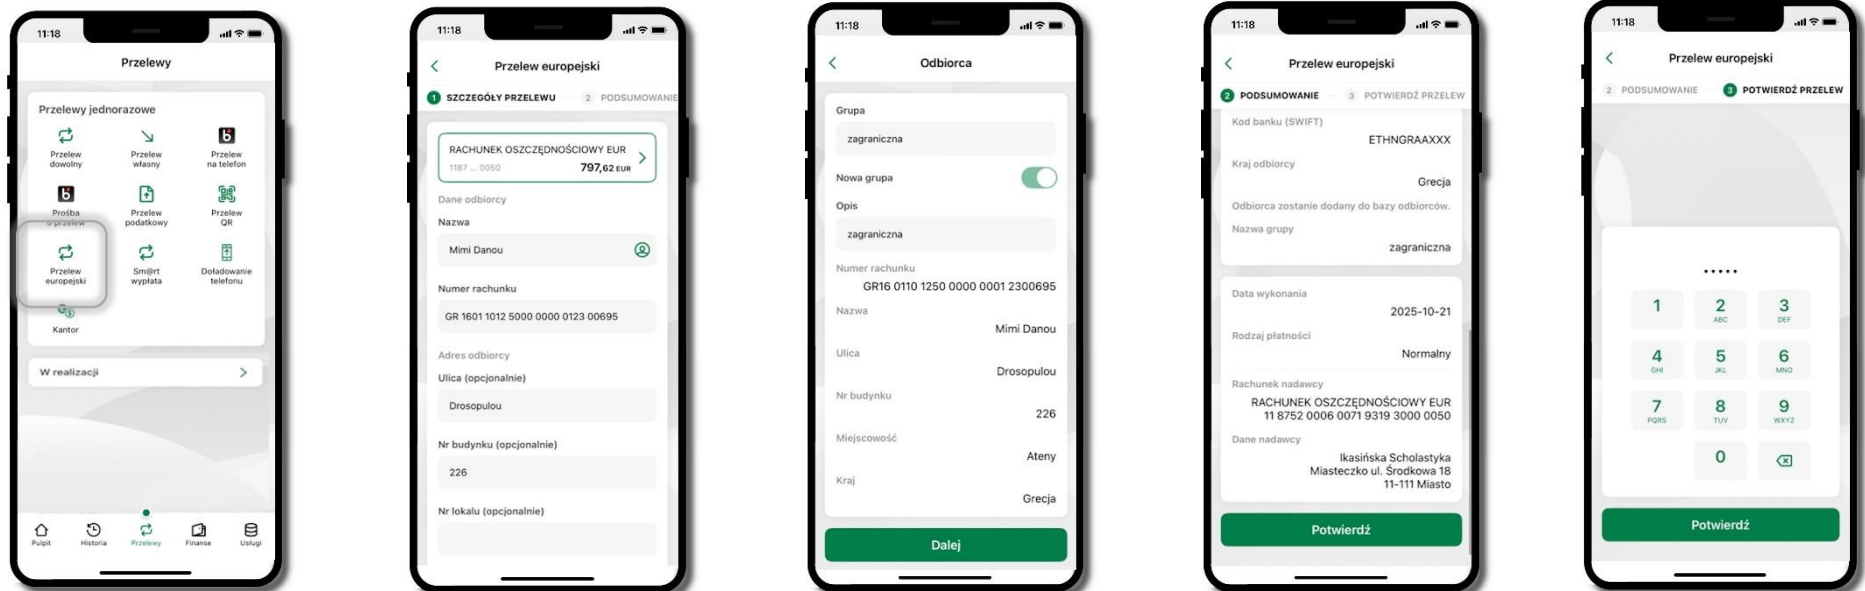 11:18
Przelewy
Przelewy jednorazowe
Przelew
dowolny
Przelew
własny
Przelew
na telefon
Prośba
o przelew
Przelew
podatkowy
Przelew
QR
Przelew
europejski
Sm@rt
wypłata
Doładowanie
telefonu
Kantor
W realizacji
Pulpit
Historia
Przelewy
Finanse
Usługi
11:18
Przelew europejski
1 SZCZEGÓŁY PRZELEWU 2 PODSUMOWANIE
RACHUNEK OSZCZĘDNOŚCIOWY EUR
1187 ... 0050 797,62 EUR
Dane odbiorcy
Nazwa
Mimi Danou
Numer rachunku
GR 1601 1012 5000 0000 0123 00695
Adres odbiorcy
Ulica (opcjonalnie)
Drosopulou
Nr budynku (opcjonalnie)
226
Nr lokalu (opcjonalnie)
11:18
Odbiorca
Grupa
zagraniczna
Nowa grupa
Opis
zagraniczna
Numer rachunku
GR16 0110 1250 0000 0001 2300695
Nazwa
Mimi Danou
Ulica
Drosopulou
Nr budynku
226
Miejscowość
Ateny
Kraj
Grecja
Dalej
11:18
Przelew europejski
2 PODSUMOWANIE 3 POTWIERDŹ PRZELEW
Kod banku (SWIFT)
ETHNGRAAXXX
Kraj odbiorcy
Grecja
Odbiorca zostanie dodany do bazy odbiorców.
Nazwa grupy
zagraniczna
Data wykonania
2025-10-21
Rodzaj płatności
Normalny
Rachunek nadawcy
RACHUNEK OSZCZĘDNOŚCIOWY EUR
11 8752 0006 0071 9319 3000 0050
Dane nadawcy
Ikasińska Scholastyka
Miasteczko ul. Środkowa 18
11-111 Miasto
Potwierdź
11:18
Przelew europejski
2 PODSUMOWANIE 3 POTWIERDŹ PRZELEW
•••••
1
2
ABC
3
DEF
4
GHI
5
JKL
6
MNO
7
PQRS
8
TUV
9
WXYZ
0
Potwierdź